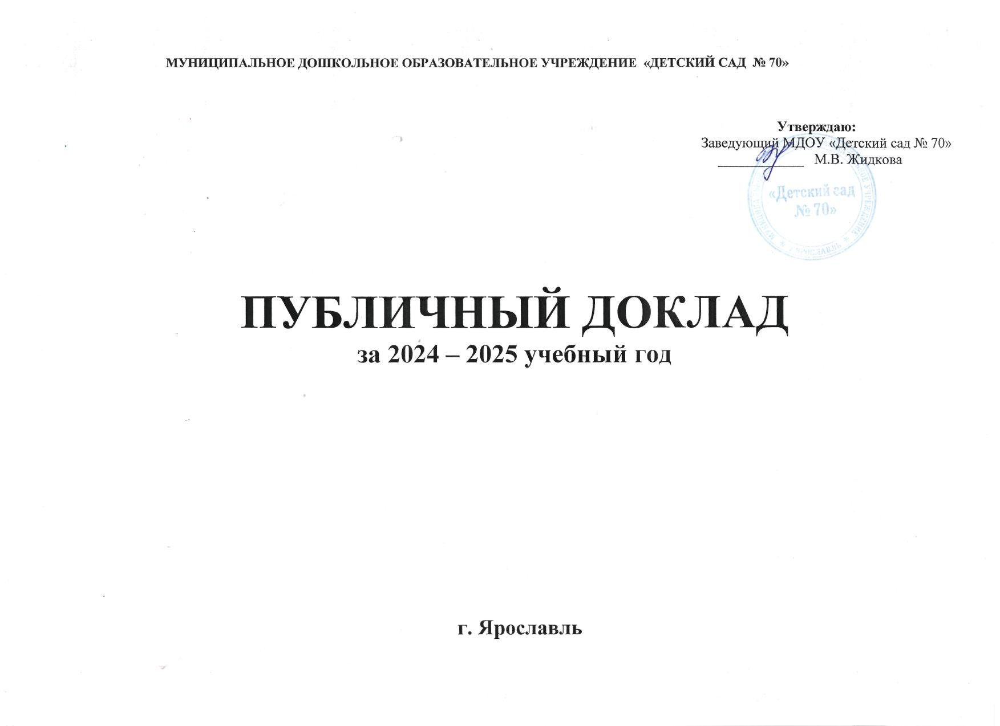 МУНИЦИПАЛЬНОЕ ДОШКОЛЬНОЕ ОБРАЗОВАТЕЛЬНОЕ УЧРЕЖДЕНИЕ «ДЕТСКИЙ САД № 70»
Утверждаю:
Заведующий МДОУ «Детский сад № 70»
____________ М.В. Жидкова
«Детский сад
№ 70»
УЧРЕЖДЕНИЕ * ЯРОСЛАВЛЬ *
ПУБЛИЧНЫЙ ДОКЛАД
за 2024 – 2025 учебный год
г. Ярославль